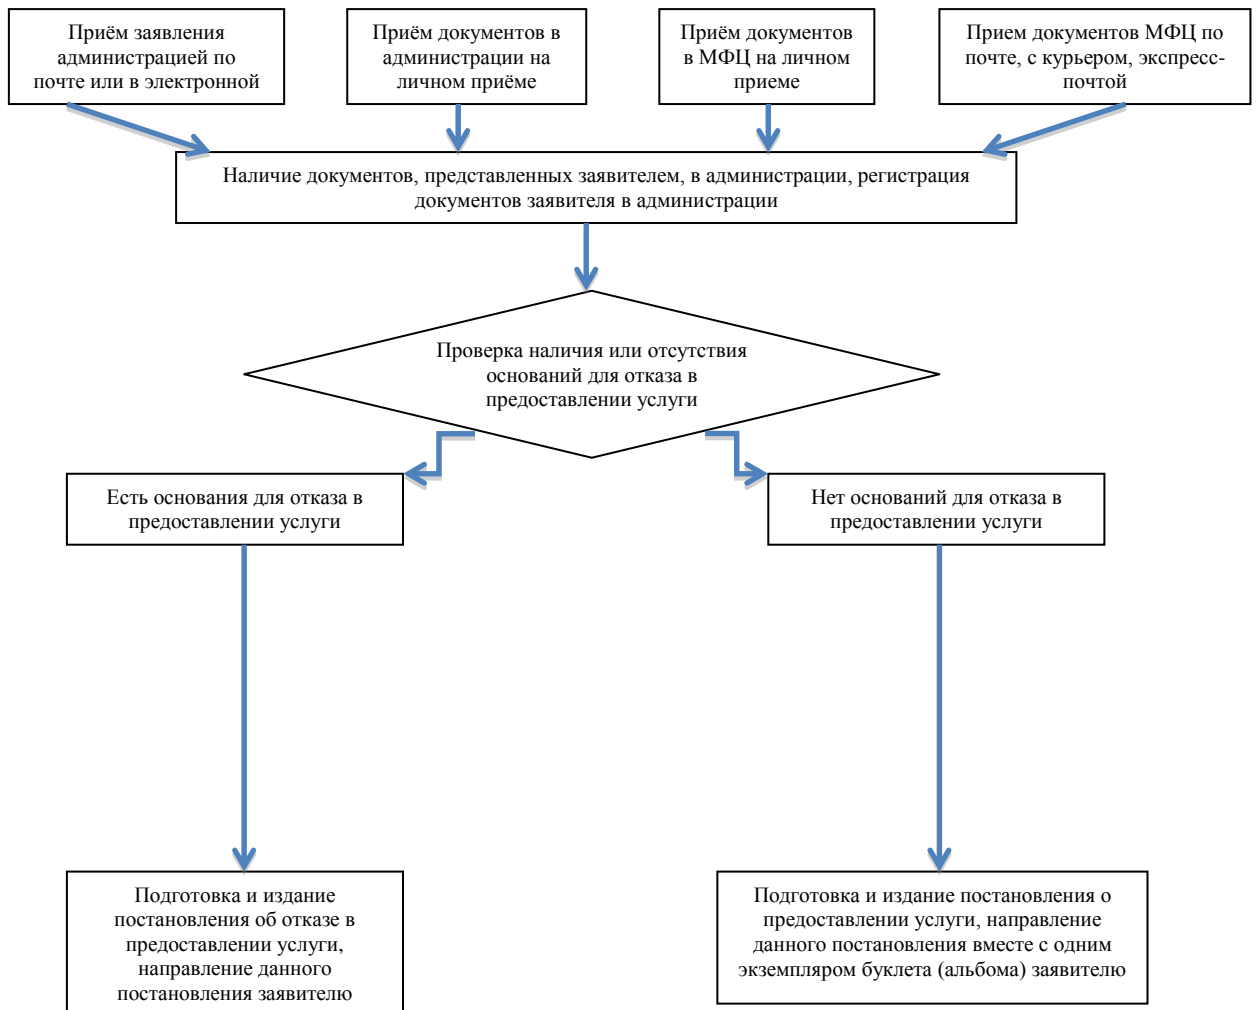 Приём заявления
администрацией по
почте или в электронной
Приём документов в
администрации на
личном приёме
Приём документов
в МФЦ на личном
приеме
Прием документов МФЦ по
почте, с курьером, экспресс-
почтой
Наличие документов, представленных заявителем, в администрации, регистрация
документов заявителя в администрации
Проверка наличия или отсутствия
оснований для отказа в
предоставлении услуги
Есть основания для отказа в
предоставлении услуги
Нет оснований для отказа в
предоставлении услуги
Подготовка и издание
постановления об отказе в
предоставлении услуги,
направление данного
постановления заявителю
Подготовка и издание постановления о
предоставлении услуги, направление
данного постановления вместе с одним
экземпляром буклета (альбома) заявителю